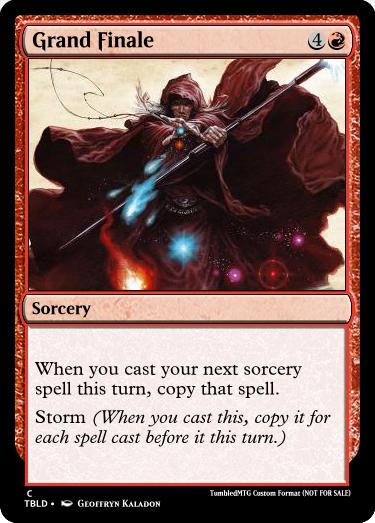 Grand Finale 4
Sorcery
When you cast your next sorcery
spell this turn, copy that spell.
Storm (When you cast this, copy it for
each spell cast before it this turn.)
C
TBLD • Geoffryn Kaladon
TumbledMTG Custom Format (NOT FOR SALE)